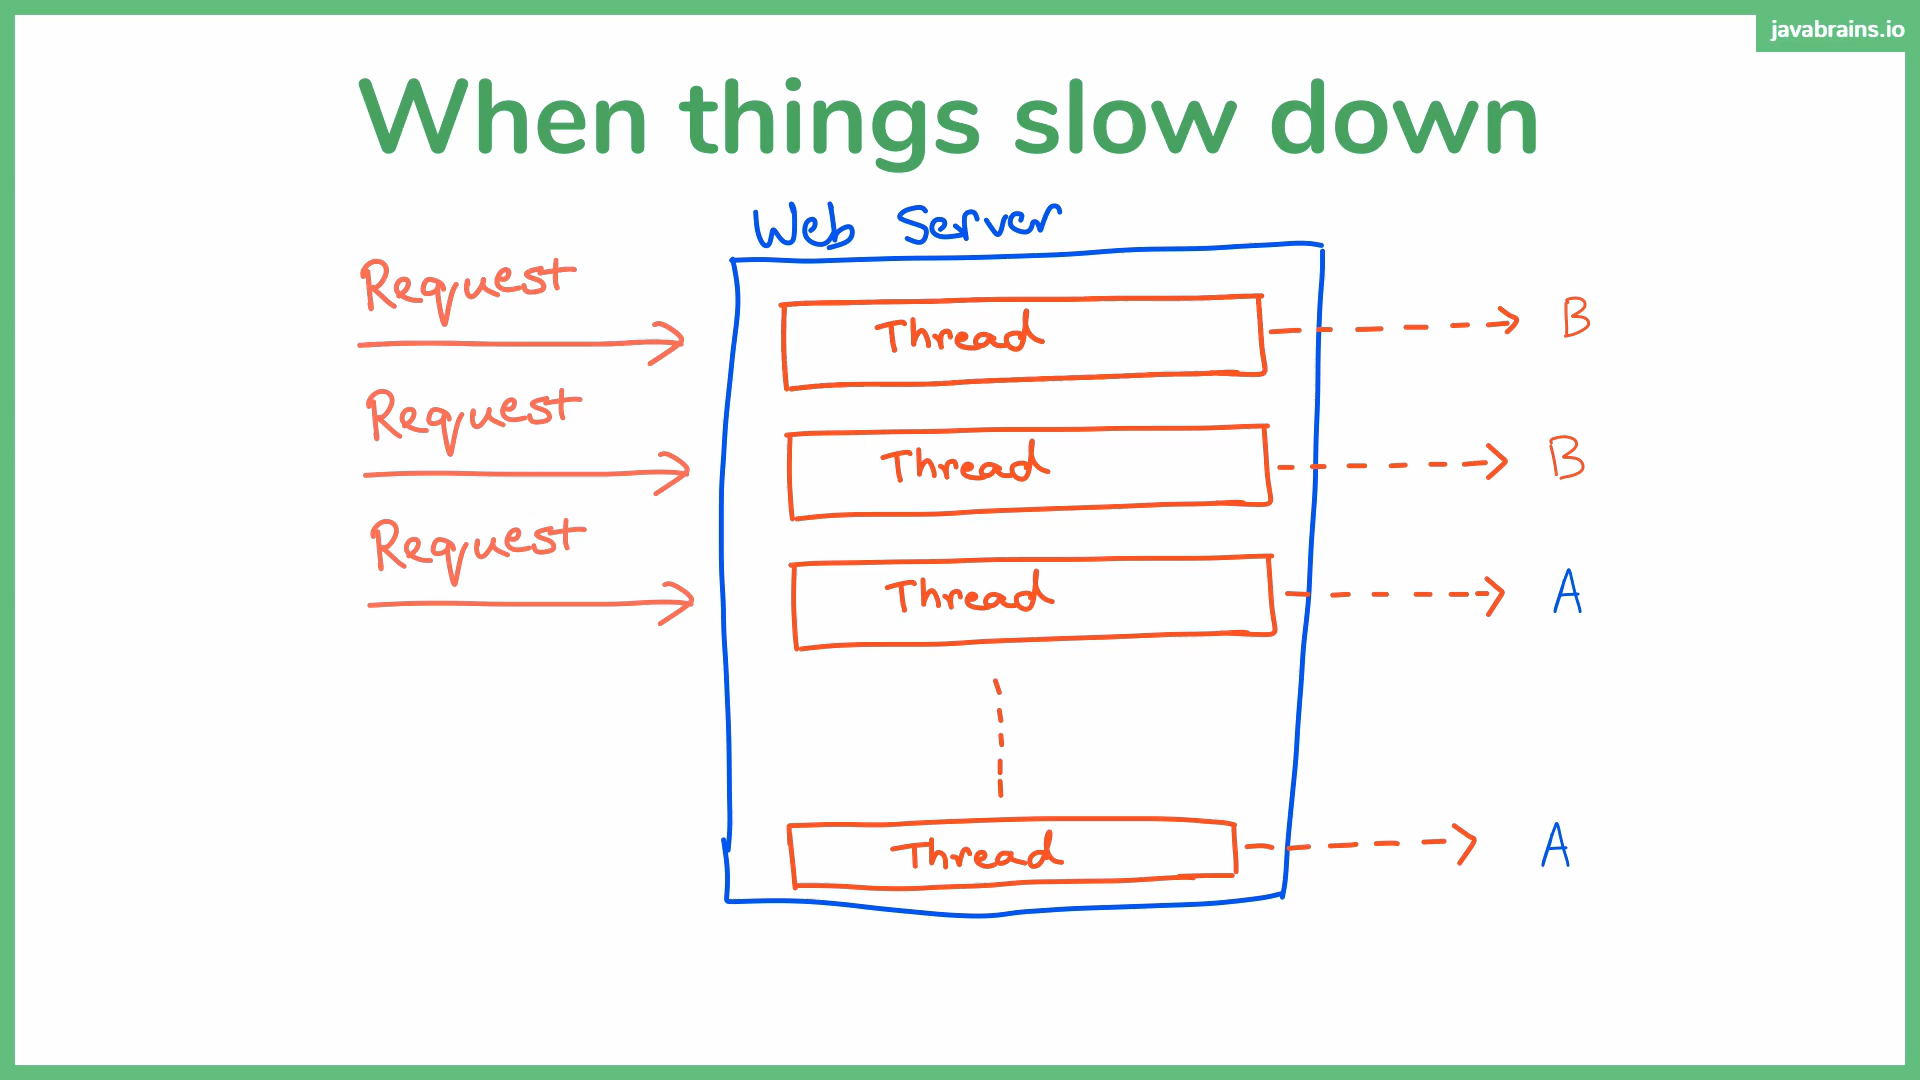 javabrains.io
When things slow down
Web Server
Request
Thread
B
Request
Thread
B
Request
Thread
A
Thread
A